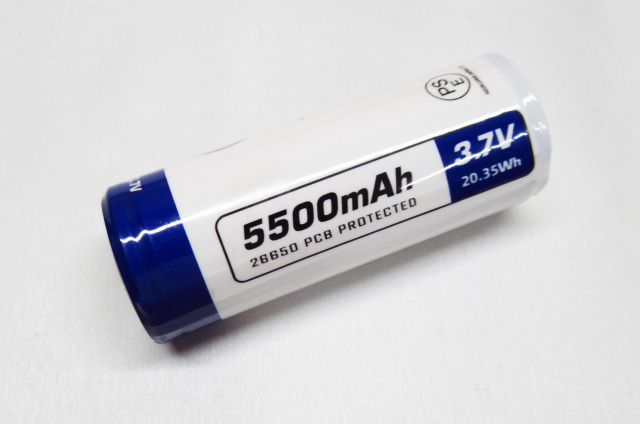 5500mAh
26650 PCB PROTECTED
3.7V
20.35Wh
PS
E